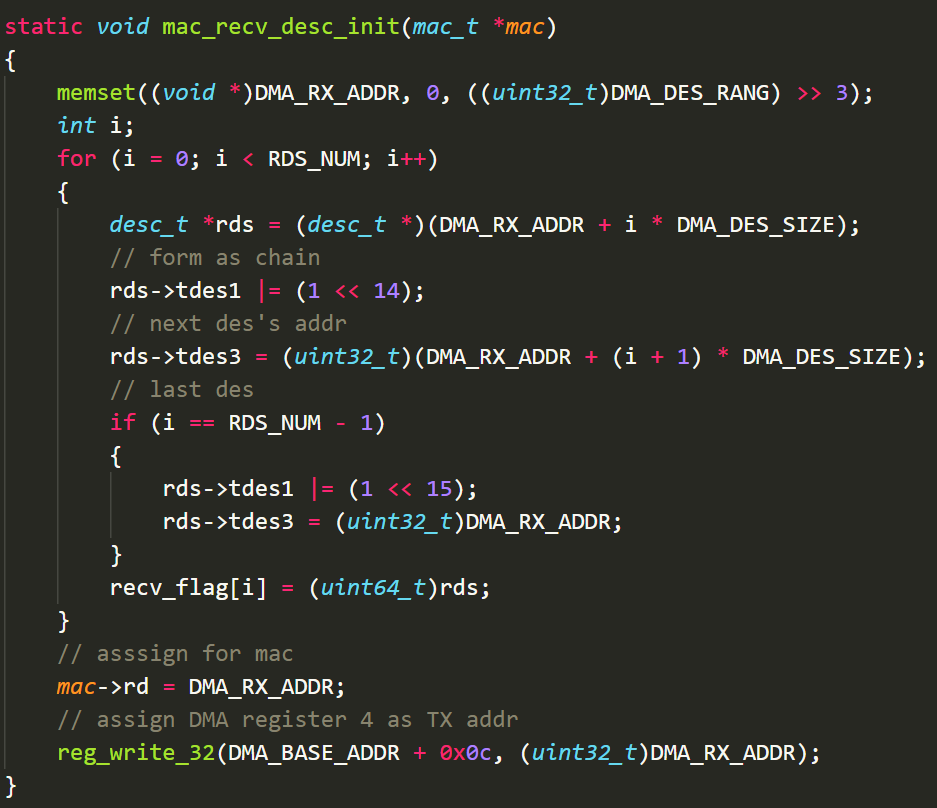 static void mac_recv_desc_init(mac_t *mac)
{
    memset((void *)DMA_RX_ADDR, 0, ((uint32_t)DMA_DES_RANG) >> 3);
    int i;
    for (i = 0; i < RDS_NUM; i++)
    {
        desc_t *rds = (desc_t *)(DMA_RX_ADDR + i * DMA_DES_SIZE);
        // form as chain
        rds->tdes1 |= (1 << 14);
        // next des's addr
        rds->tdes3 = (uint32_t)(DMA_RX_ADDR + (i + 1) * DMA_DES_SIZE);
        // last des
        if (i == RDS_NUM - 1)
        {
            rds->tdes1 |= (1 << 15);
            rds->tdes3 = (uint32_t)DMA_RX_ADDR;
        }
        recv_flag[i] = (uint64_t)rds;
    }
    // asssign for mac
    mac->rd = DMA_RX_ADDR;
    // assign DMA register 4 as TX addr
    reg_write_32(DMA_BASE_ADDR + 0x0c, (uint32_t)DMA_RX_ADDR);
}